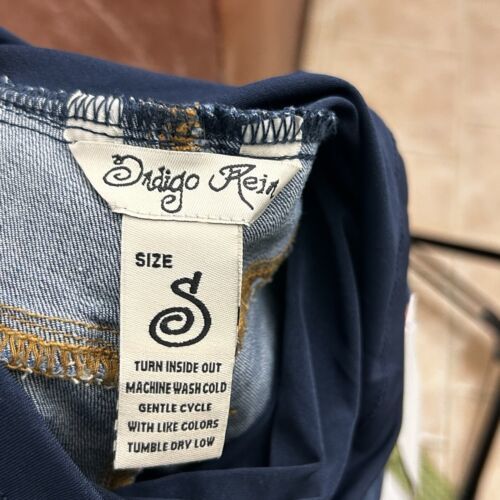 Indigo Rein
SIZE
S
TURN INSIDE OUT
MACHINE WASH COLD
GENTLE CYCLE
WITH LIKE COLORS
TUMBLE DRY LOW